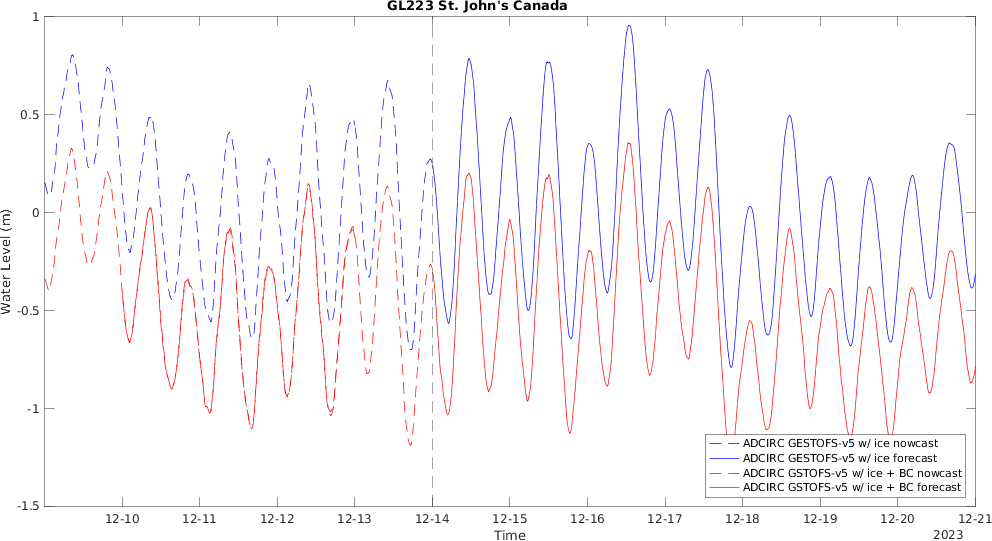 GL223 St. John's Canada
1
0.5
0
-0.5
-1
-1.5
Water Level (m)
ADCIRC GESTOFS-v5 w/ ice nowcast
ADCIRC GESTOFS-v5 w/ ice forecast
ADCIRC GSTOFS-v5 w/ ice + BC nowcast
ADCIRC GSTOFS-v5 w/ ice + BC forecast
12-10 12-11 12-12 12-13 12-14 12-15 12-16 12-17 12-18 12-19 12-20 12-21
Time
2023